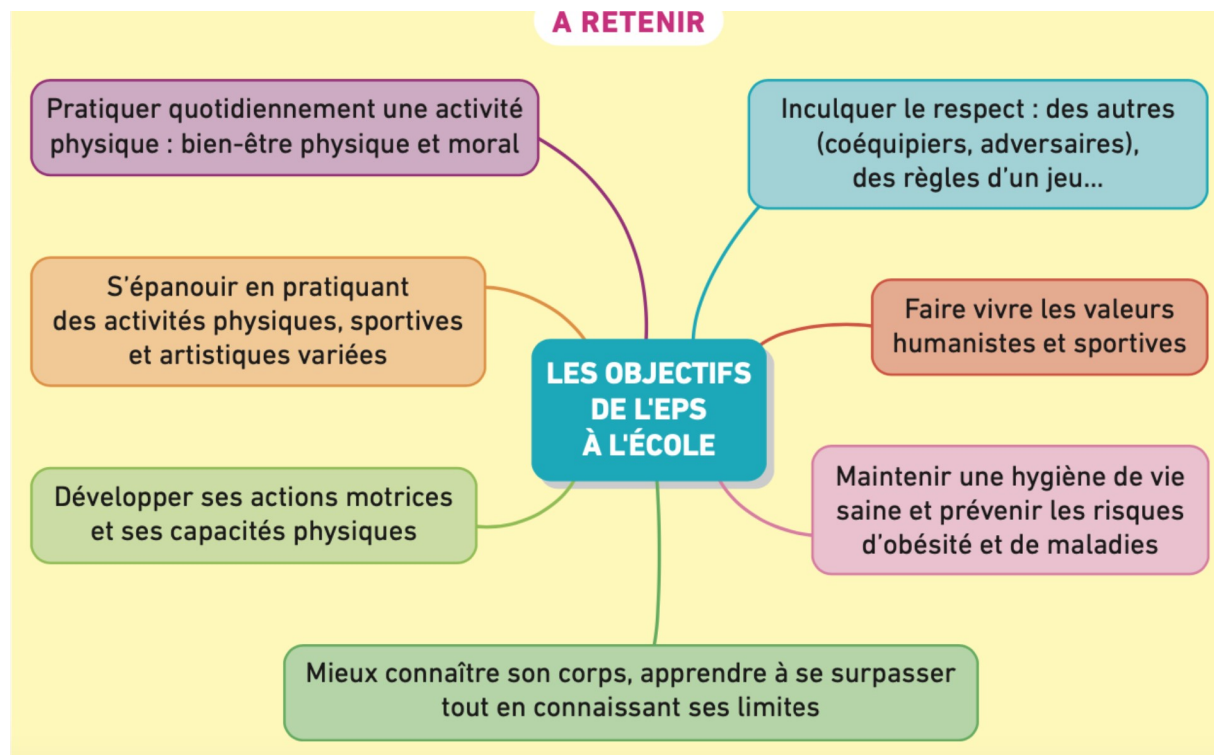 A RETENIR
Pratiquer quotidiennement une activité
physique : bien-être physique et moral
Inculquer le respect : des autres
(coéquipiers, adversaires),
des règles d'un jeu...
S'épanouir en pratiquant
des activités physiques, sportives
et artistiques variées
Faire vivre les valeurs
humanistes et sportives
LES OBJECTIFS
DE L'EPS
À L'ÉCOLE
Développer ses actions motrices
et ses capacités physiques
Maintenir une hygiène de vie
saine et prévenir les risques
d'obésité et de maladies
Mieux connaître son corps, apprendre à se surpasser
tout en connaissant ses limites